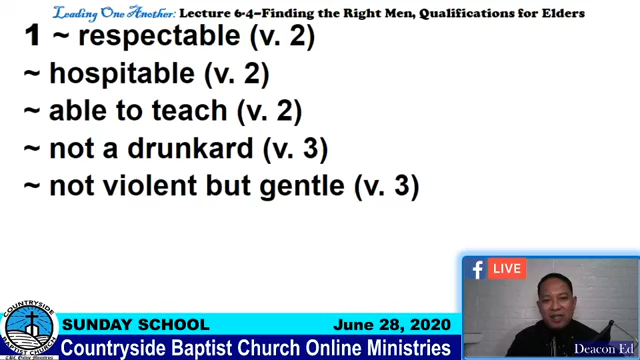 Leading One Another: Lecture 6-4–Finding the Right Men, Qualifications for Elders
1 ~ respectable (v. 2)
~ hospitable (v. 2)
~ able to teach (v. 2)
~ not a drunkard (v. 3)
~ not violent but gentle (v. 3)
f LIVE
Deacon Ed
COUNTRYSIDE
BAPTIST CHURCH
SUNDAY SCHOOL June 28, 2020
Countryside Baptist Church Online Ministries